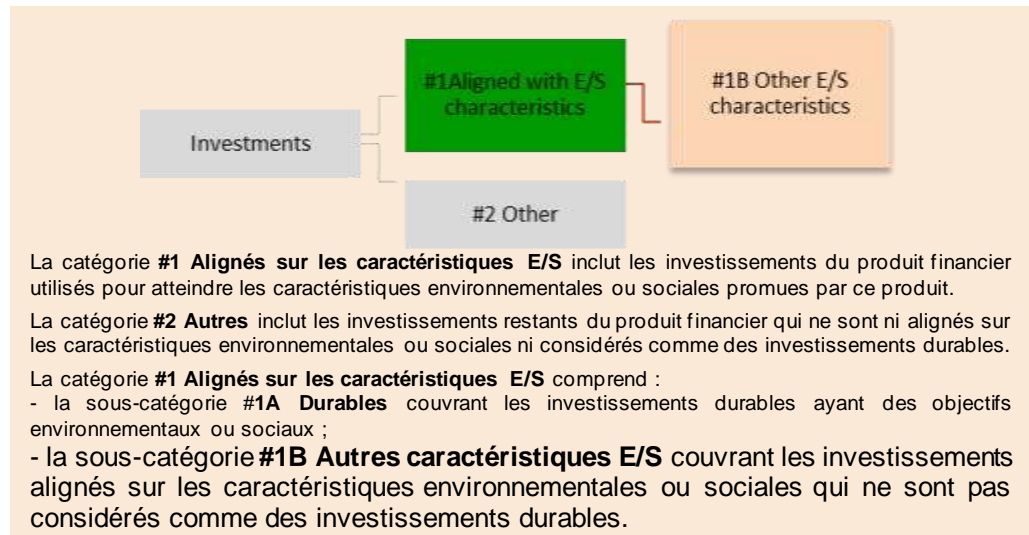 #1Aligned with E/S
characteristics
#1B Other E/S
characteristics
Investments
#2 Other
La catégorie #1 Alignés sur les caractéristiques E/S inclut les investissements du produit financier
utilisés pour atteindre les caractéristiques environnementales ou sociales promues par ce produit.
La catégorie #2 Autres inclut les investissements restants du produit financier qui ne sont ni alignés sur
les caractéristiques environnementales ou sociales ni considérés comme des investissements durables.
La catégorie #1 Alignés sur les caractéristiques E/S comprend :
- la sous-catégorie #1A Durables couvrant les investissements durables ayant des objectifs
environnementaux ou sociaux ;
- la sous-catégorie #1B Autres caractéristiques E/S couvrant les investissements
alignés sur les caractéristiques environnementales ou sociales qui ne sont pas
considérés comme des investissements durables.